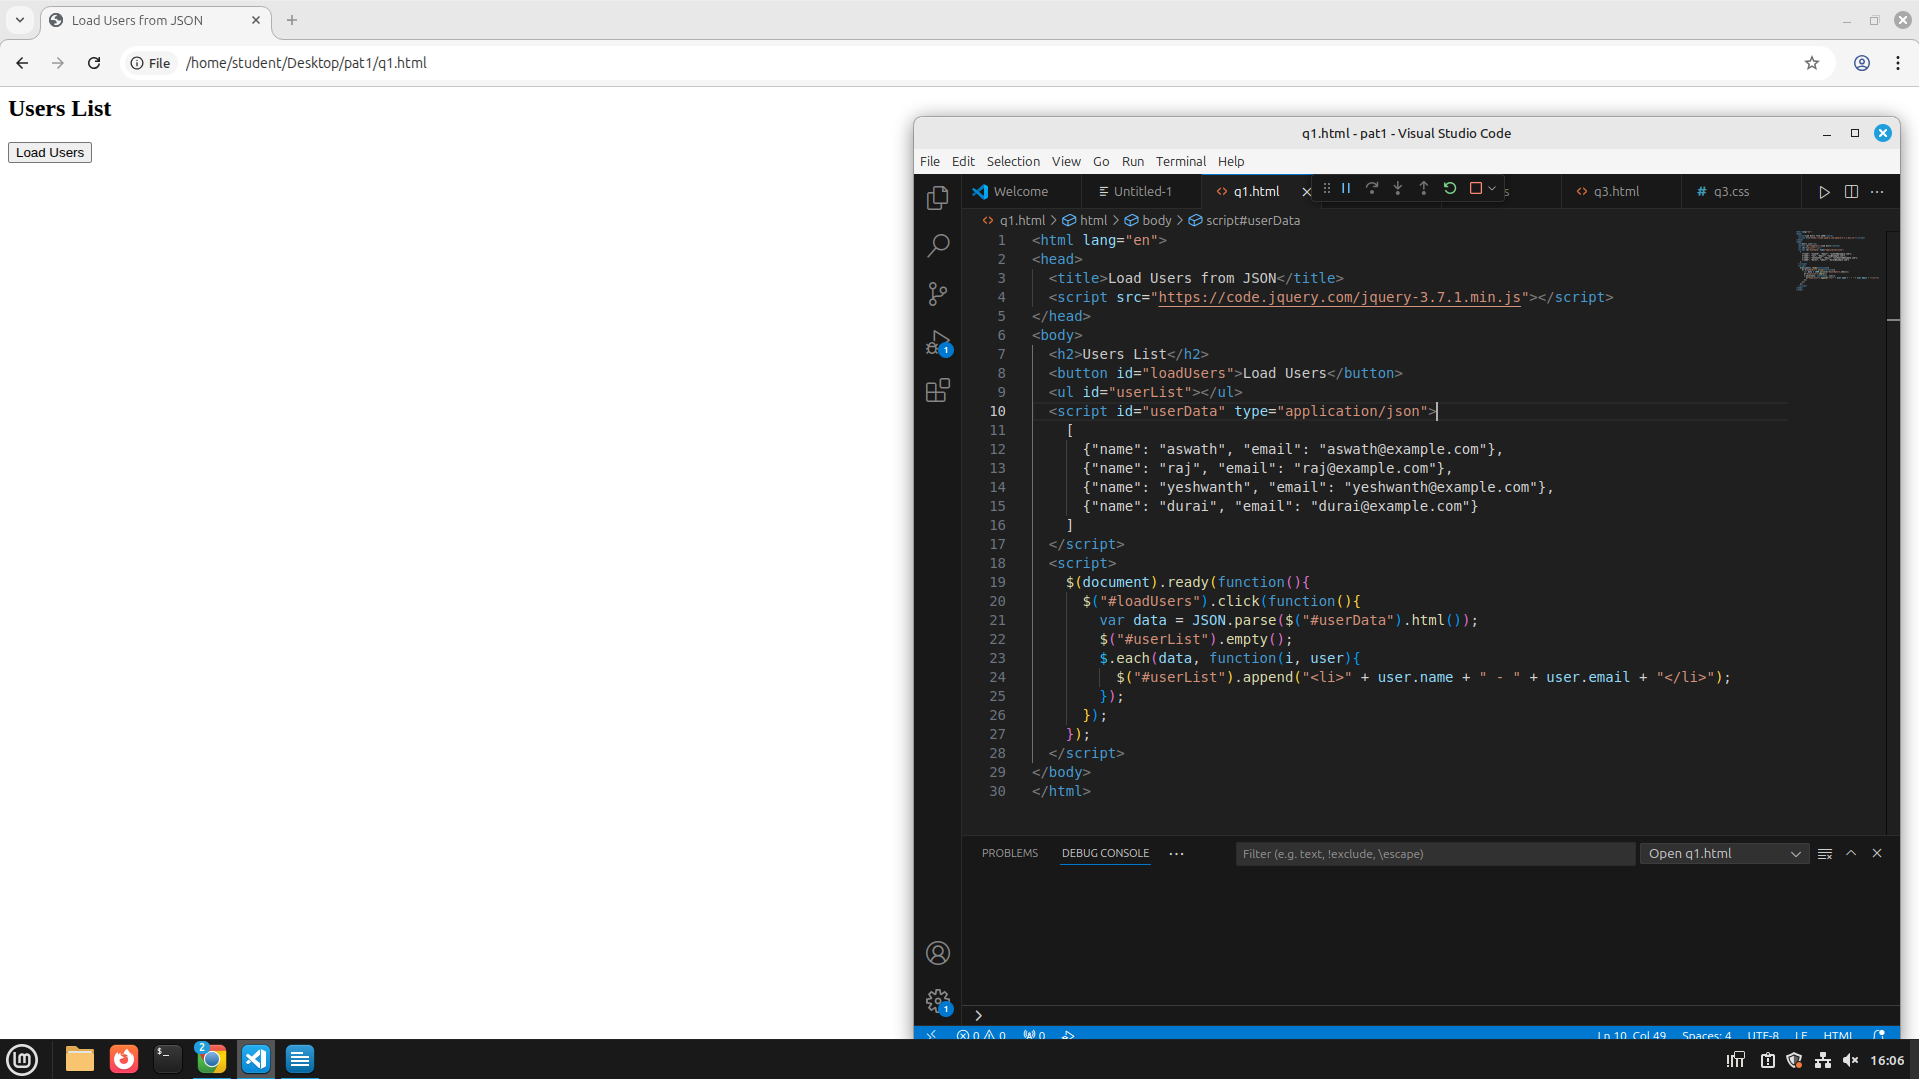 Load Users from JSON
File /home/student/Desktop/pat1/q1.html
Users List
Load Users
q1.html - pat1 - Visual Studio Code
File Edit Selection View Go Run Terminal Help
Welcome Untitled-1 q1.html s q3.html # q3.css
q1.html > html > body > script#userData
1 <html lang="en">
2 <head>
3 <title>Load Users from JSON</title>
4 <script src="https://code.jquery.com/jquery-3.7.1.min.js"></script>
5 </head>
6 <body>
7 <h2>Users List</h2>
8 <button id="loadUsers">Load Users</button>
9 <ul id="userList"></ul>
10 <script id="userData" type="application/json">
11 [
12 {"name": "aswath", "email": "aswath@example.com"},
13 {"name": "raj", "email": "raj@example.com"},
14 {"name": "yeshwanth", "email": "yeshwanth@example.com"},
15 {"name": "durai", "email": "durai@example.com"}
16 ]
17 </script>
18 <script>
19 $(document).ready(function(){
20 $("#loadUsers").click(function(){
21 var data = JSON.parse($("#userData").html());
22 $("#userList").empty();
23 $.each(data, function(i, user){
24 $("#userList").append("<li>" + user.name + " - " + user.email + "</li>");
25 });
26 });
27 });
28 </script>
29 </body>
30 </html>
PROBLEMS DEBUG CONSOLE ··· Filter (e.g. text, !exclude, \escape) Open q1.html
1
1
>
0 0 0 Ln 10, Col 49 Spaces: 4 UTF-8 LF HTML
2 16:06